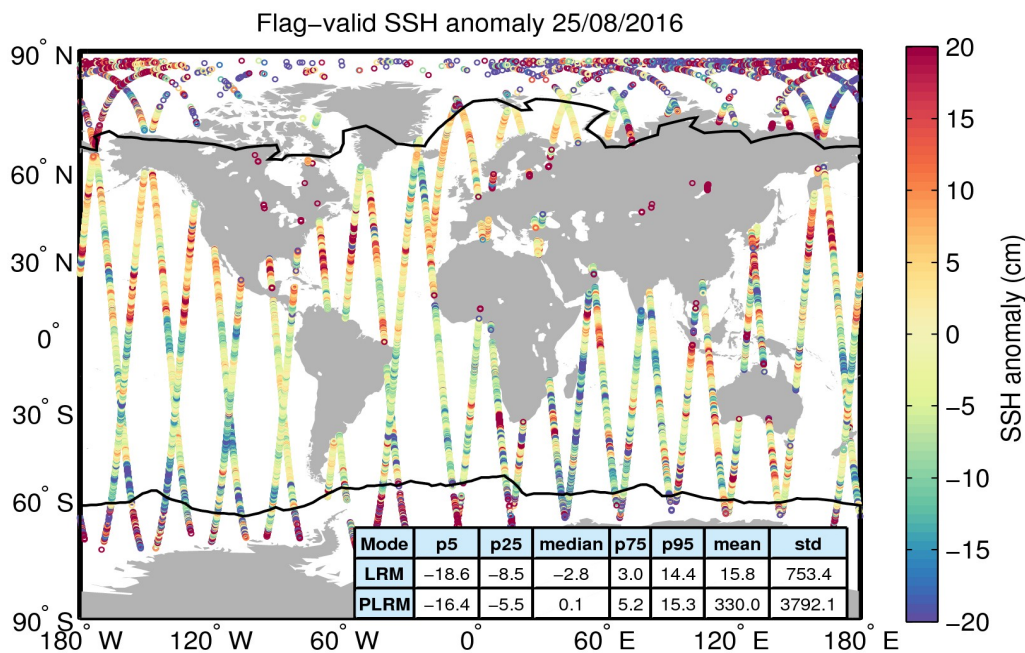 Flag−valid SSH anomaly 25/08/2016
90° N
60° N
30° N
0°
30° S
60° S
90° S
180° W
120° W
60° W
0°
60° E
120° E
180° E
Mode p5 p25 median p75 p95 mean std
LRM −18.6 −8.5 −2.8 3.0 14.4 15.8 753.4
PLRM −16.4 −5.5 0.1 5.2 15.3 330.0 3792.1
20
15
10
5
0
−5
−10
−15
−20
SSH anomaly (cm)